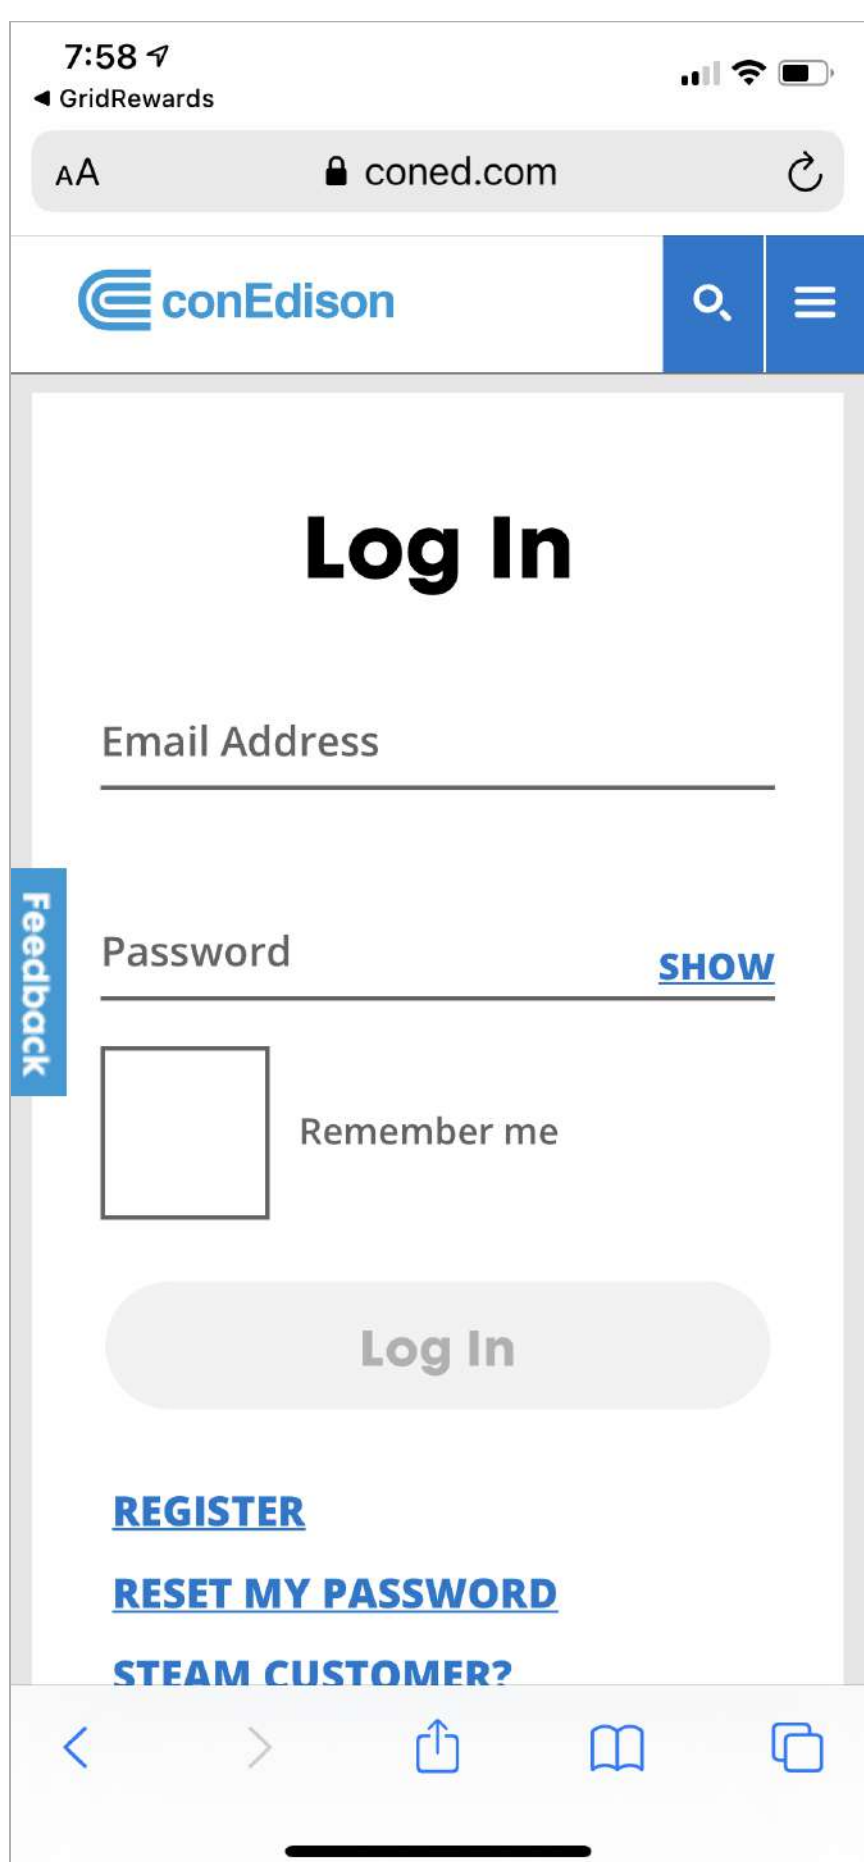 7:58
GridRewards
AA coned.com
conEdison
Log In
Email Address
Feedback
Password SHOW
Remember me
Log In
REGISTER
RESET MY PASSWORD
STEAM CUSTOMER?